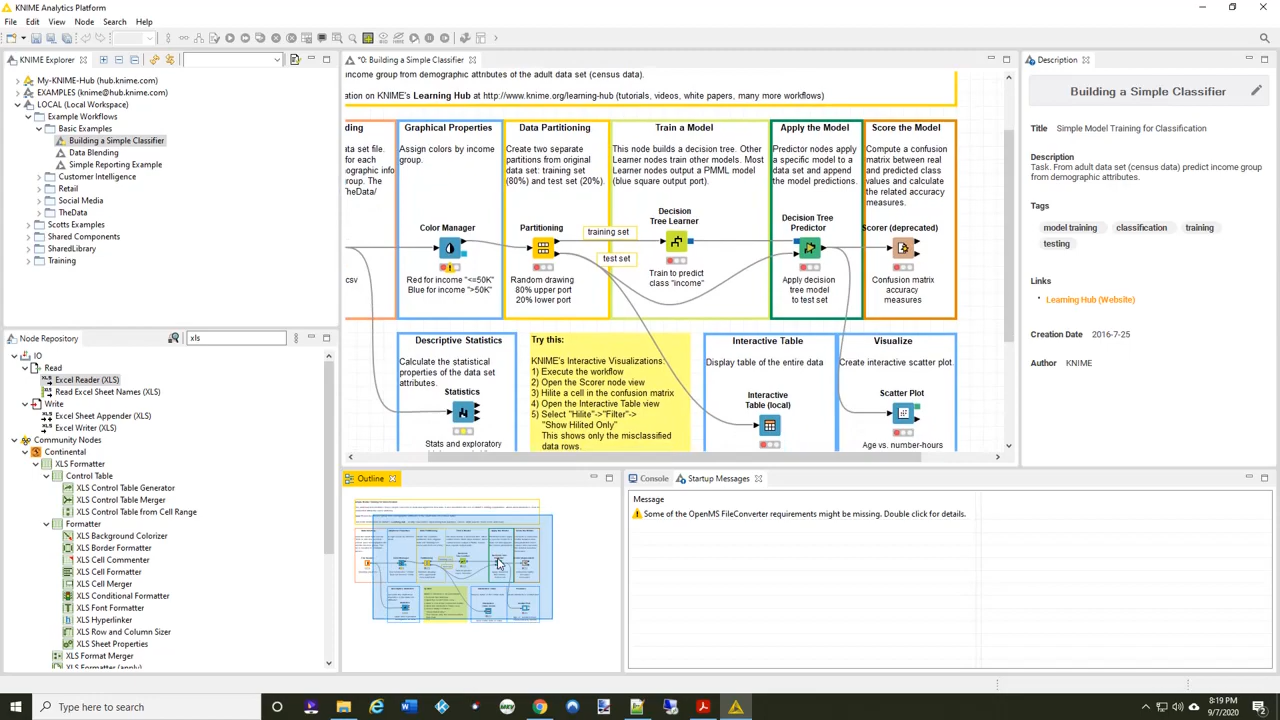 KNIME Analytics Platform
File Edit View Node Search Help
KNIME Explorer
My-KNIME-Hub (hub.knime.com)
EXAMPLES (knime@hub.knime.com)
LOCAL (Local Workspace)
Example Workflows
Basic Examples
Building a Simple Classifier
Data Blending
Simple Reporting Example
Customer Intelligence
Retail
Social Media
TheData
Scotts Examples
Shared Components
SharedLibrary
Training
Node Repository
xls
IO
Read
Excel Reader (XLS)
Read Excel Sheet Names (XLS)
Write
Excel Sheet Appender (XLS)
Excel Writer (XLS)
Community Nodes
Continental
XLS Formatter
Control Table
XLS Control Table Generator
XLS Control Table Merger
XLS Control Table from Cell Range
Formatter
XLS Background Colorizer
XLS Border Formatter
XLS Cell Commenter
XLS Cell Formatter
XLS Cell Merger
XLS Conditional Formatter
XLS Font Formatter
XLS Hyperlinker
XLS Row and Column Sizer
XLS Sheet Properties
XLS Format Merger
XLS Formatter (apply)
*0: Building a Simple Classifier
income group from demographic attributes of the adult data set (census data).
ation on KNIME's Learning Hub at http://www.knime.org/learning-hub (tutorials, videos, white papers, many more workflows)
ding
ata set file.
for each
ographic info
group. The
TheData/
csv
Graphical Properties
Assign colors by income
group.
Color Manager
Red for income "<=50K"
Blue for income ">50K"
Data Partitioning
Create two separate
partitions from original
data set: training set
(80%) and test set (20%).
Partitioning
Random drawing
80% upper port
20% lower port
training set
test set
Train a Model
This node builds a decision tree. Other
Learner nodes train other models. Most
Learner nodes output a PMML model
(blue square output port).
Decision
Tree Learner
Train to predict
class "income"
Apply the Model
Predictor nodes apply
a specific model to a
data set and append
the model predictions.
Decision Tree
Predictor
Apply decision
tree model
to test set
Score the Model
Compute a confusion
matrix between real
and predicted class
values and calculate
the related accuracy
measures.
Scorer (deprecated)
Confusion matrix
accuracy
measures
Descriptive Statistics
Calculate the statistical
properties of the data set
attributes.
Statistics
Stats and exploratory
Try this:
KNIME's Interactive Visualizations:
1) Execute the workflow
2) Open the Scorer node view
3) Hilite a cell in the confusion matrix
4) Open the Interactive Table view
5) Select "Hilite"->"Filter"->
"Show Hilited Only"
This shows only the misclassified
data rows.
Interactive Table
Display table of the entire data
Interactive
Table (local)
Visualize
Create interactive scatter plot.
Scatter Plot
Age vs. number-hours
Description
Building a Simple Classifier
Title Simple Model Training for Classification
Description
Task. From adult data set (census data) predict income group
from demographic attributes.
Tags
model training classification training
testing
Links
Learning Hub (Website)
Creation Date 2016-7-25
Author KNIME
Outline
Console Startup Messages
Message
Some of the OpenMS FileConverter requirements might be missing. Double click for details.
Type here to search
8:19 PM
9/7/2020